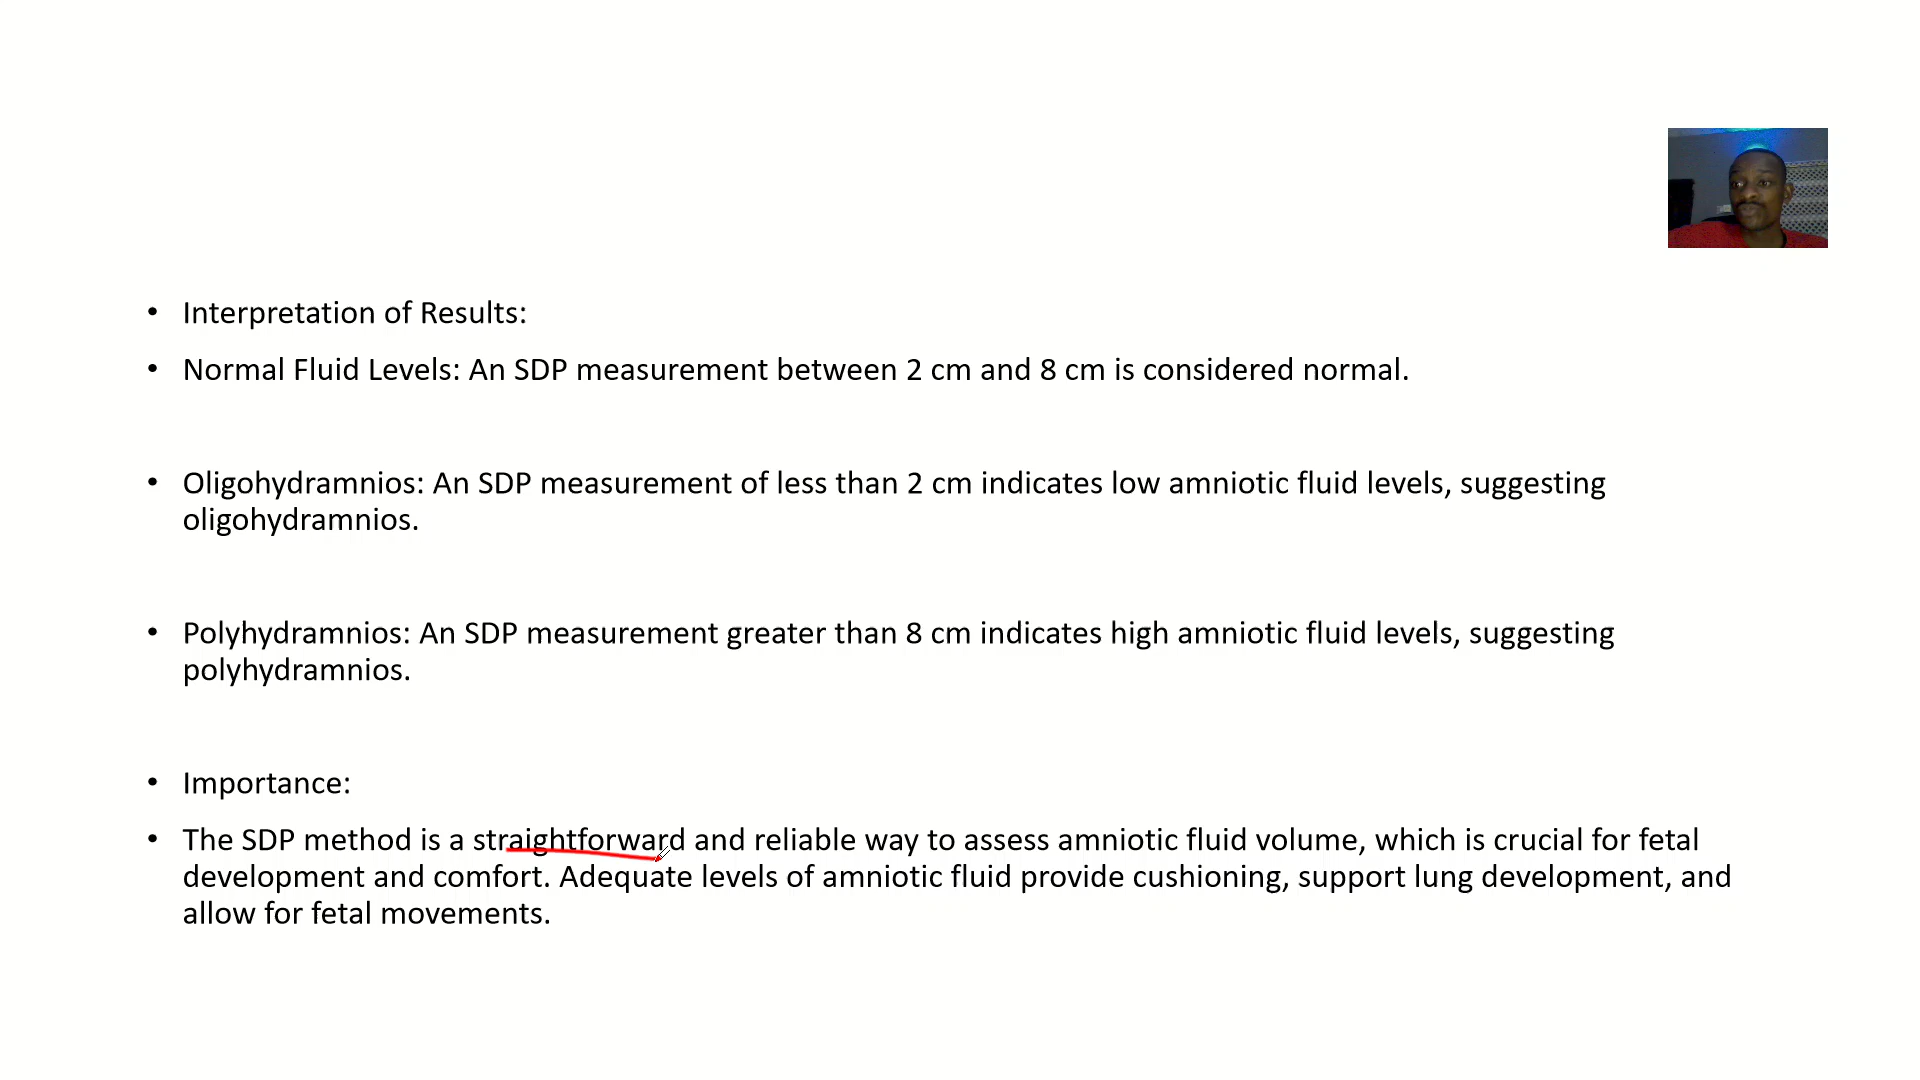 • Interpretation of Results:
• Normal Fluid Levels: An SDP measurement between 2 cm and 8 cm is considered normal.
• Oligohydramnios: An SDP measurement of less than 2 cm indicates low amniotic fluid levels, suggesting
oligohydramnios.
• Polyhydramnios: An SDP measurement greater than 8 cm indicates high amniotic fluid levels, suggesting
polyhydramnios.
• Importance:
• The SDP method is a straightforward and reliable way to assess amniotic fluid volume, which is crucial for fetal
development and comfort. Adequate levels of amniotic fluid provide cushioning, support lung development, and
allow for fetal movements.